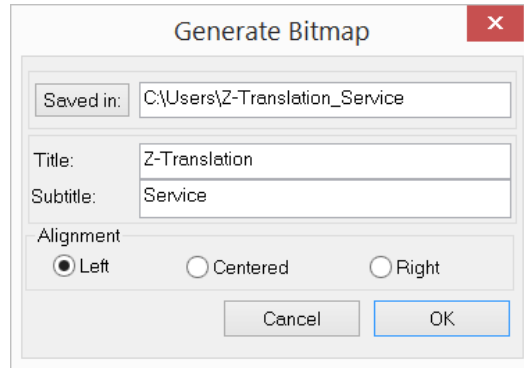 Generate Bitmap
Saved in: C:\Users\Z-Translation_Service
Title: Z-Translation
Subtitle: Service
Alignment
Left Centered Right
Cancel OK